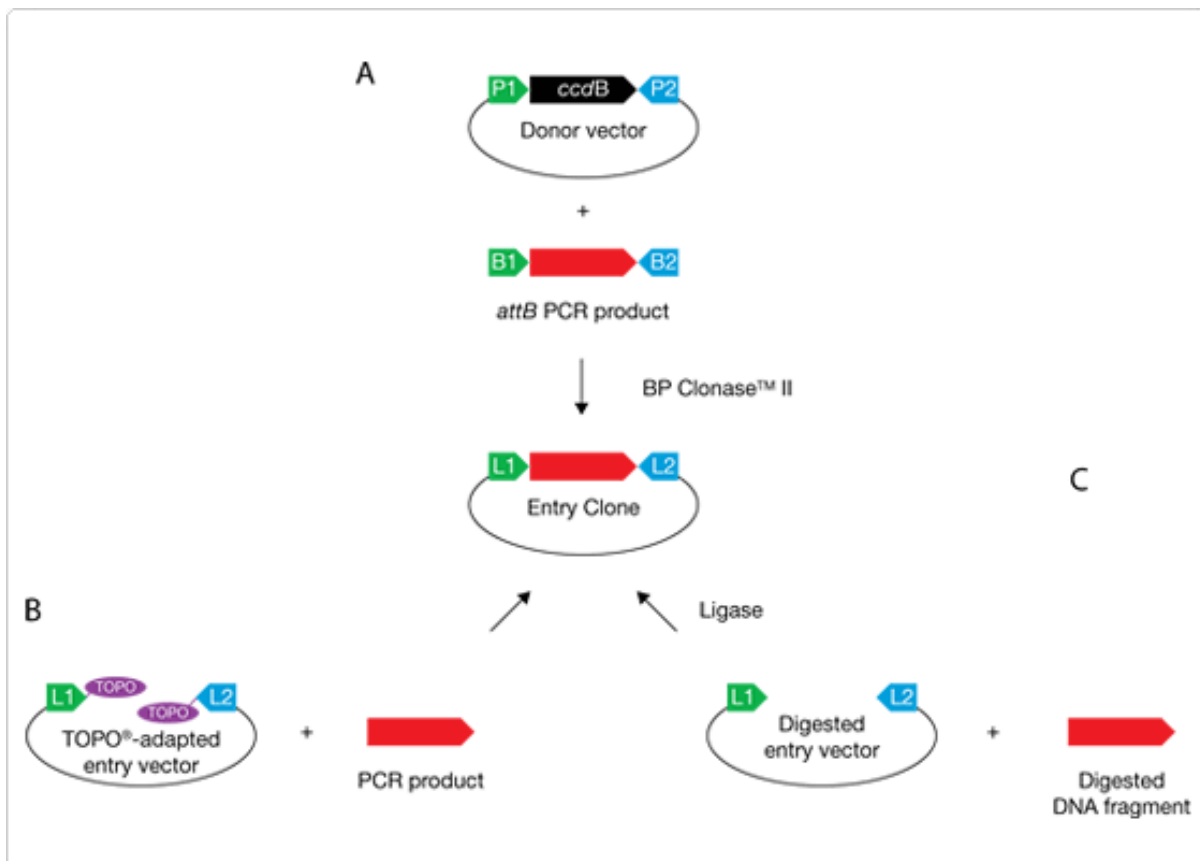 A
P1 ccdB P2
Donor vector
+
B1 B2
attB PCR product
BP Clonase™ II
L1 L2
Entry Clone
C
Ligase
B
L1 TOPO TOPO L2
TOPO®-adapted
entry vector
+
PCR product
L1 L2
Digested
entry vector
+
Digested
DNA fragment